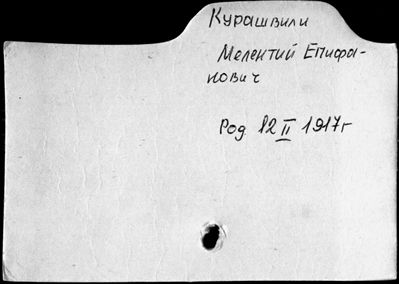 Курашвили
Мелентий Епифа-
нович
Род 12 II 1917г